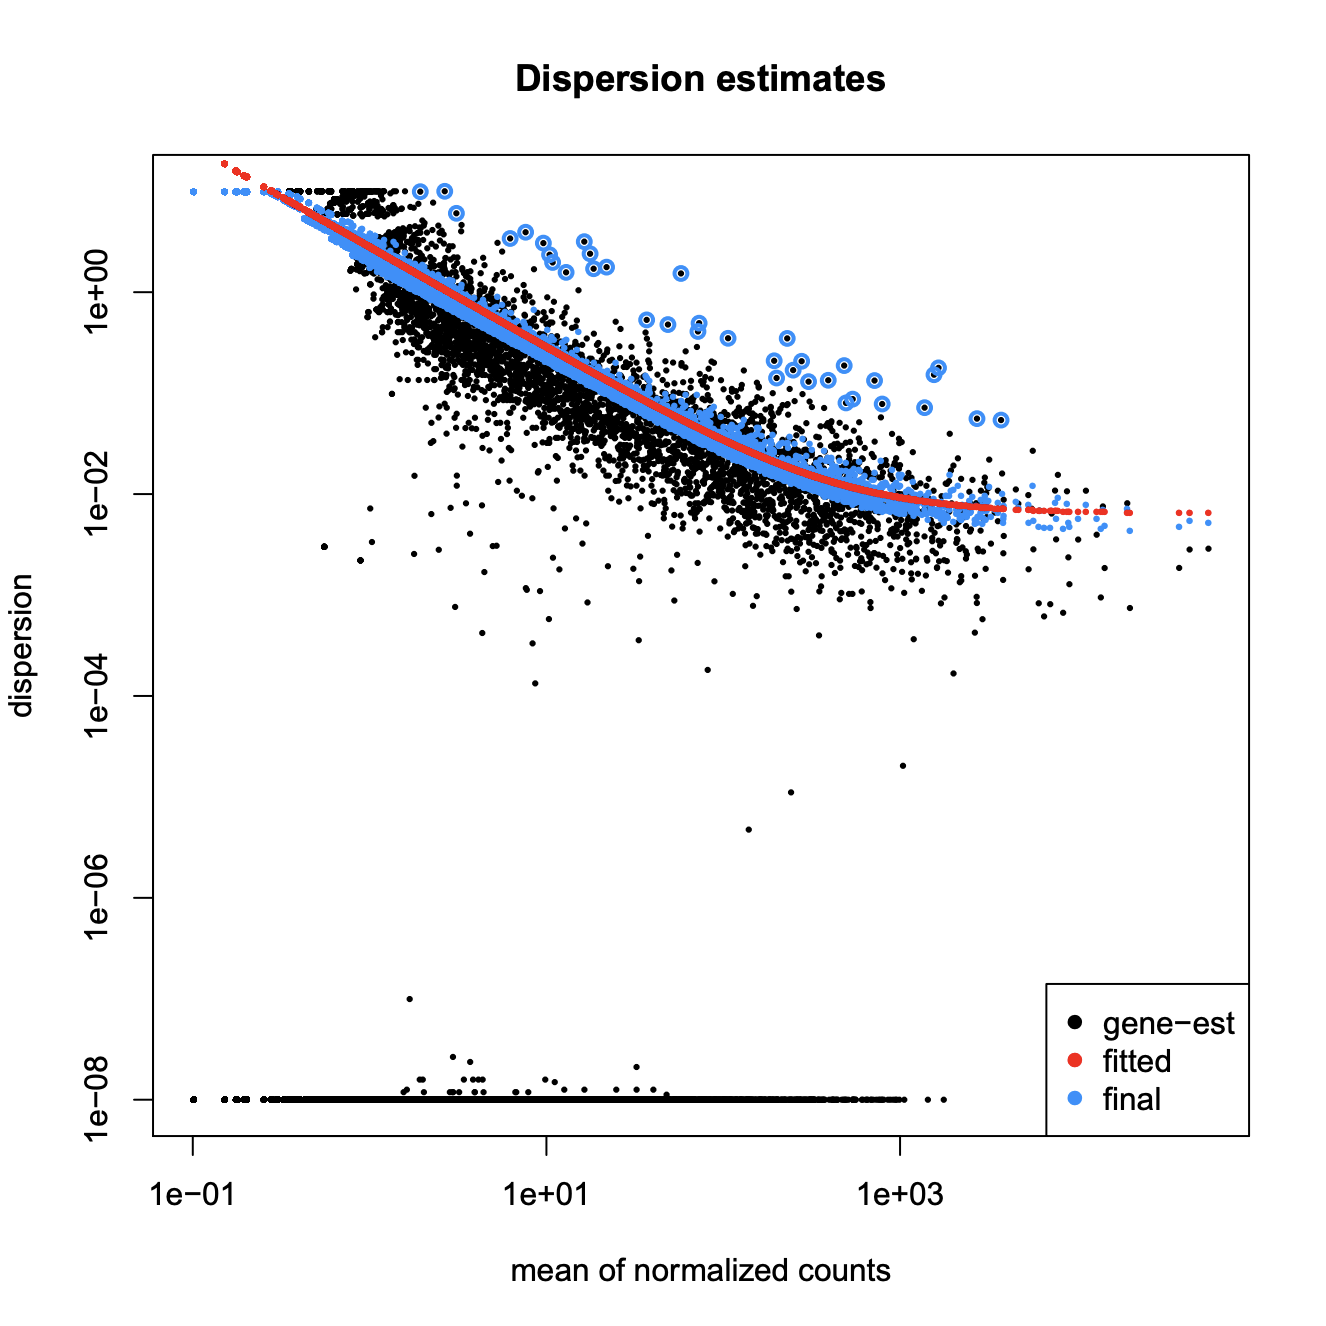 Dispersion estimates
dispersion
1e+00
1e−02
1e−04
1e−06
1e−08
gene−est
fitted
final
1e−01
1e+01
1e+03
mean of normalized counts